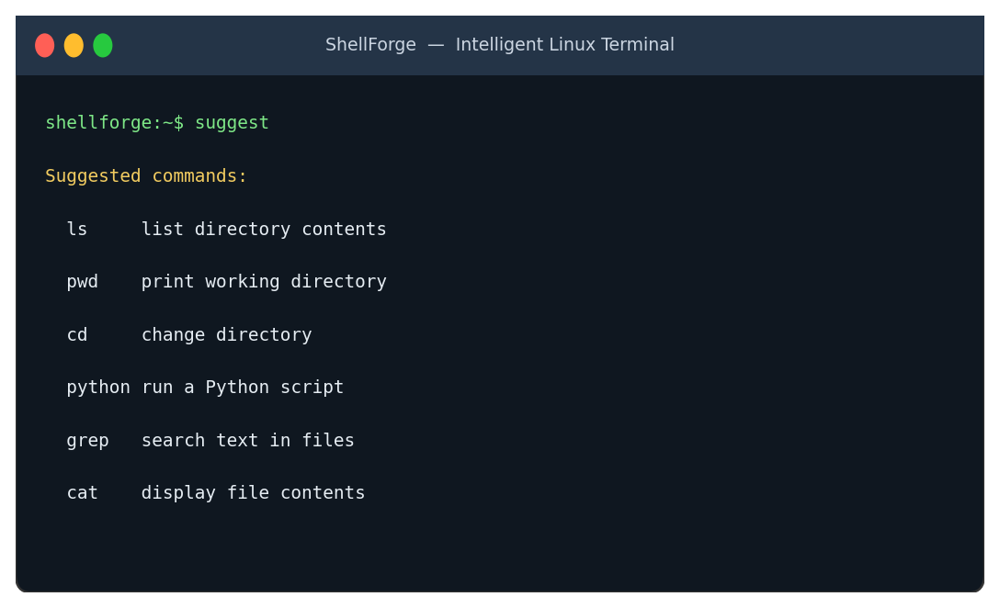 ShellForge — Intelligent Linux Terminal
shellforge:~$ suggest
Suggested commands:
  ls     list directory contents
  pwd    print working directory
  cd     change directory
  python run a Python script
  grep   search text in files
  cat    display file contents